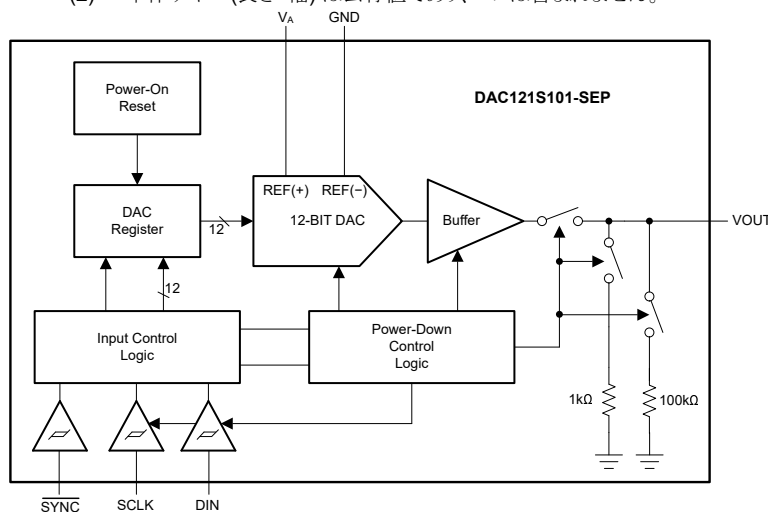 VA GND
Power-On
Reset
DAC121S101-SEP
REF(+) REF(−)
DAC
Register
12
12-BIT DAC
Buffer
VOUT
12
Input Control
Logic
Power-Down
Control
Logic
1kΩ
100kΩ
SYNC SCLK DIN